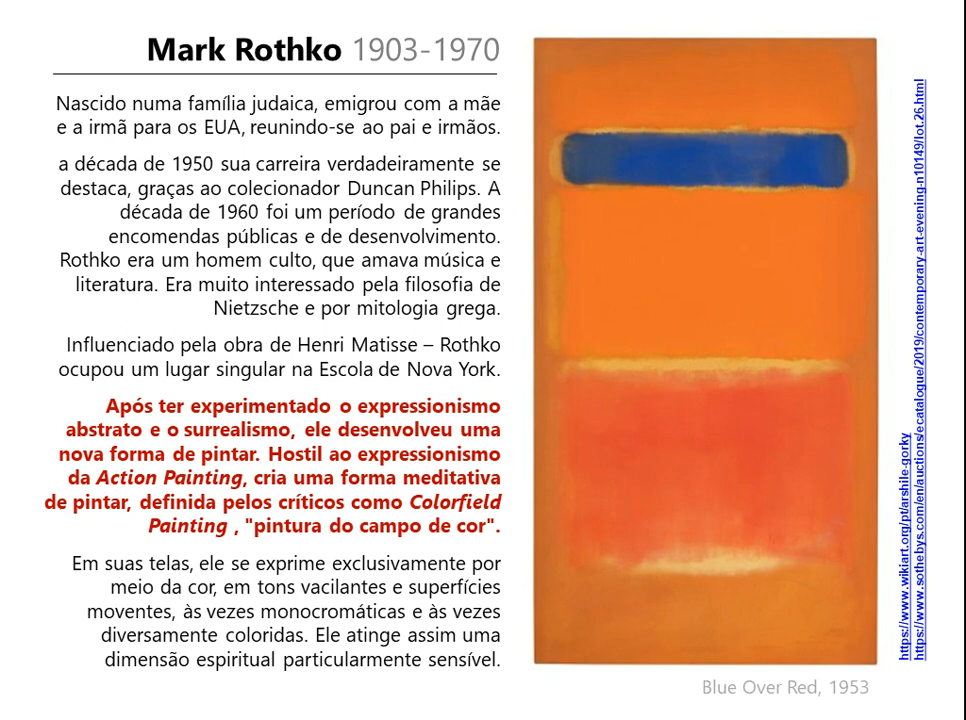 Mark Rothko 1903-1970
Nascido numa família judaica, emigrou com a mãe
e a irmã para os EUA, reunindo-se ao pai e irmãos.
a década de 1950 sua carreira verdadeiramente se
destaca, graças ao colecionador Duncan Philips. A
década de 1960 foi um período de grandes
encomendas públicas e de desenvolvimento.
Rothko era um homem culto, que amava música e
literatura. Era muito interessado pela filosofia de
Nietzsche e por mitologia grega.
Influenciado pela obra de Henri Matisse – Rothko
ocupou um lugar singular na Escola de Nova York.
Após ter experimentado o expressionismo
abstrato e o surrealismo, ele desenvolveu uma
nova forma de pintar. Hostil ao expressionismo
da Action Painting, cria uma forma meditativa
de pintar, definida pelos críticos como Colorfield
Painting , "pintura do campo de cor".
Em suas telas, ele se exprime exclusivamente por
meio da cor, em tons vacilantes e superfícies
moventes, às vezes monocromáticas e às vezes
diversamente coloridas. Ele atinge assim uma
dimensão espiritual particularmente sensível.
Blue Over Red, 1953
https://www.wikiart.org/pt/arshile-gorky
https://www.sothebys.com/en/auctions/ecatalogue/2019/contemporary-art-evening-n10149/lot.26.html